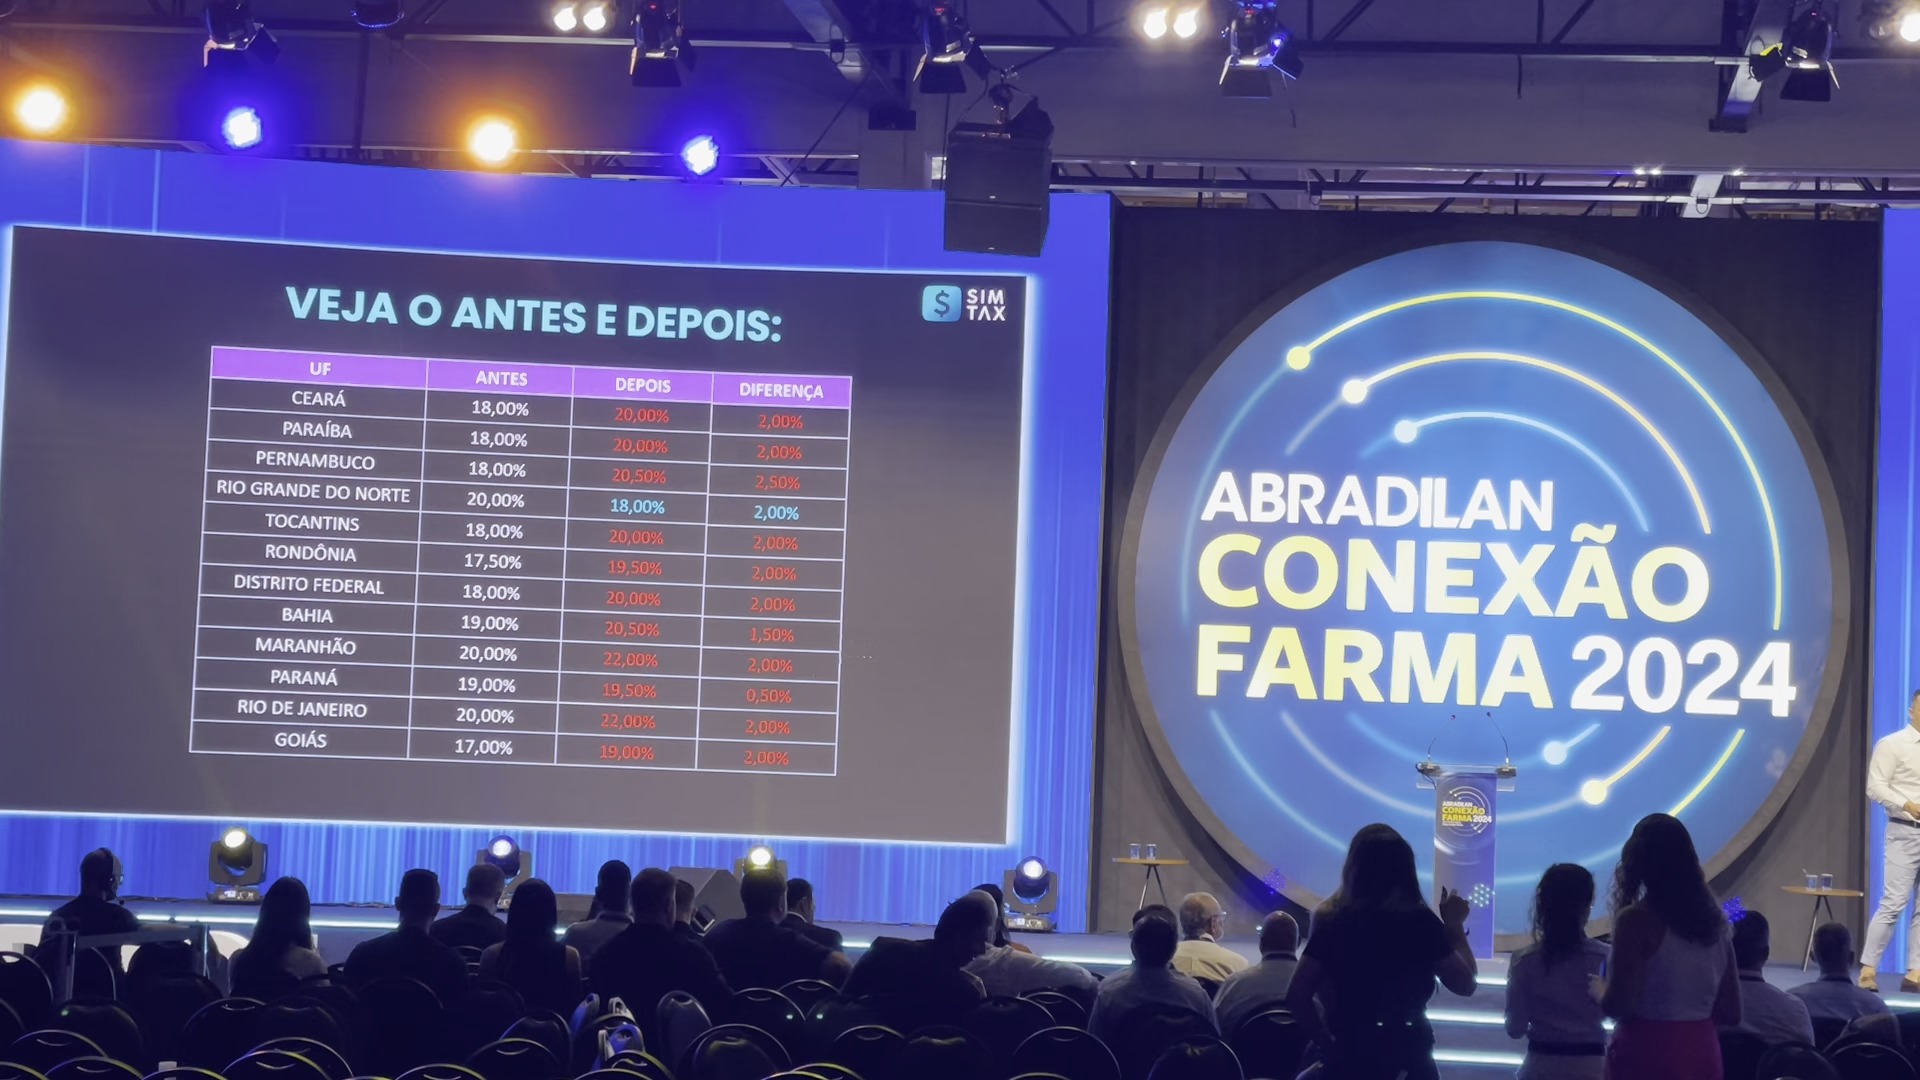 VEJA O ANTES E DEPOIS:
$ SIM
TAX
UF ANTES DEPOIS DIFERENÇA
CEARÁ 18,00% 20,00% 2,00%
PARAÍBA 18,00% 20,00% 2,00%
PERNAMBUCO 18,00% 20,50% 2,50%
RIO GRANDE DO NORTE 20,00% 18,00% 2,00%
TOCANTINS 18,00% 20,00% 2,00%
RONDÔNIA 17,50% 19,50% 2,00%
DISTRITO FEDERAL 18,00% 20,00% 2,00%
BAHIA 19,00% 20,50% 1,50%
MARANHÃO 20,00% 22,00% 2,00%
PARANÁ 19,00% 19,50% 0,50%
RIO DE JANEIRO 20,00% 22,00% 2,00%
GOIÁS 17,00% 19,00% 2,00%
ABRADILAN
CONEXÃO
FARMA 2024
ABRADILAN
CONEXÃO
FARMA 2024